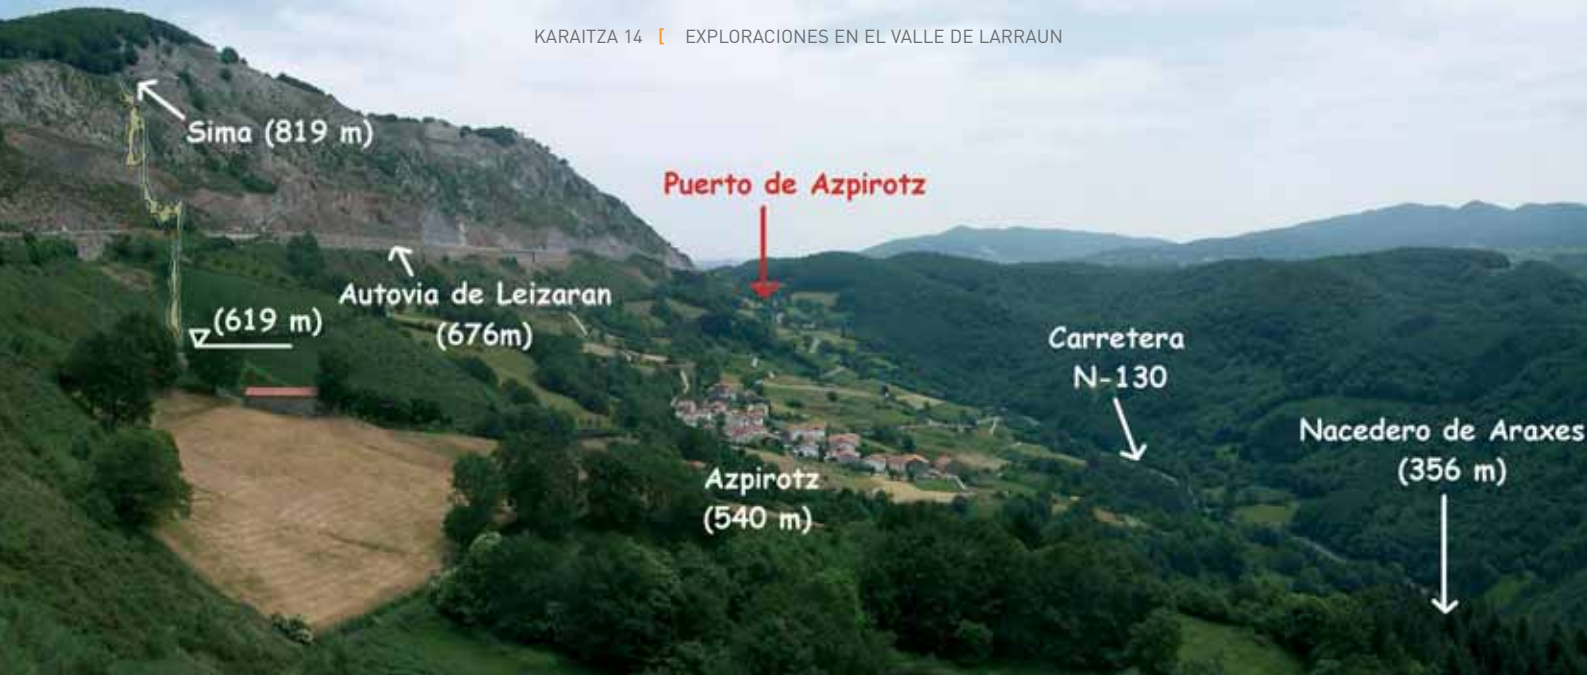 KARAITZA 14 [ EXPLORACIONES EN EL VALLE DE LARRAUN
Sima (819 m)
Puerto de Azpirotz
Autovia de Leizaran
(676m)
(619 m)
Carretera
N-130
Nacedero de Araxes
(356 m)
Azpirotz
(540 m)